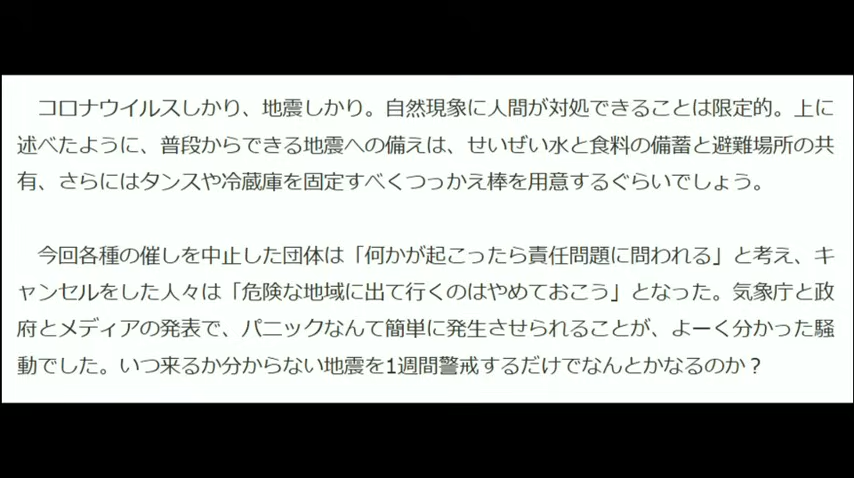 コロナウイルスしかり、地震しかり。自然現象に人間が対処できることは限定的。上に
述べたように、普段からできる地震への備えは、せいぜい水と食料の備蓄と避難場所の共
有、さらにはタンスや冷蔵庫を固定すべくつっかえ棒を用意するぐらいでしょう。
今回各種の催しを中止した団体は「何かが起こったら責任問題に問われる」と考え、キ
ャンセルをした人々は「危険な地域に出て行くのはやめておこう」となった。気象庁と政
府とメディアの発表で、パニックなんて簡単に発生させられることが、よーく分かった騒
動でした。いつ来るか分からない地震を1週間警戒するだけでなんとかなるのか？